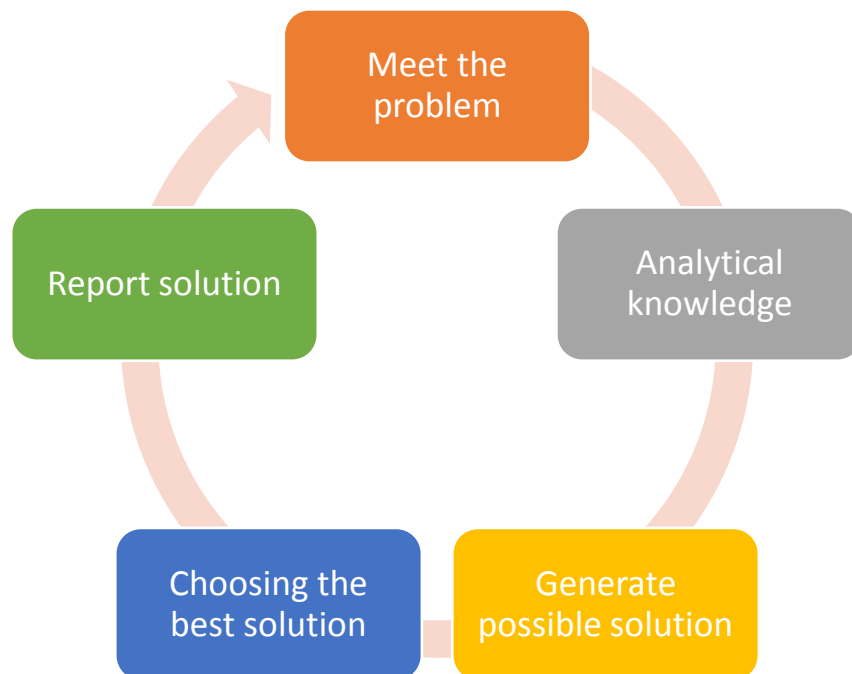 Meet the
problem
Analytical
knowledge
Generate
possible solution
Choosing the
best solution
Report solution